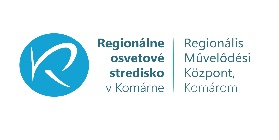 Regionálne
osvetové
stredisko
v Komárne
Regionális
Művelődési
Központ,
Komárom